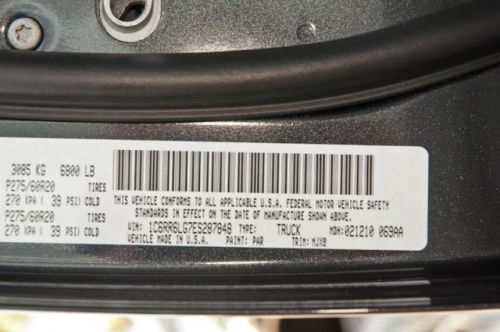 3085 KG 6800 LB
P275/60R20 TIRES
270 KPA ( 39 PSI) COLD
P275/60R20 TIRES
270 KPA ( 39 PSI) COLD
THIS VEHICLE CONFORMS TO ALL APPLICABLE U.S.A. FEDERAL MOTOR VEHICLE SAFETY
STANDARDS IN EFFECT ON THE DATE OF MANUFACTURE SHOWN ABOVE.
VIN: 1C6RR6LG7ES287848 TYPE: TRUCK MDH:021210 069AA
VEHICLE MADE IN U.S.A. PAINT: PAR TRIM: MJX9